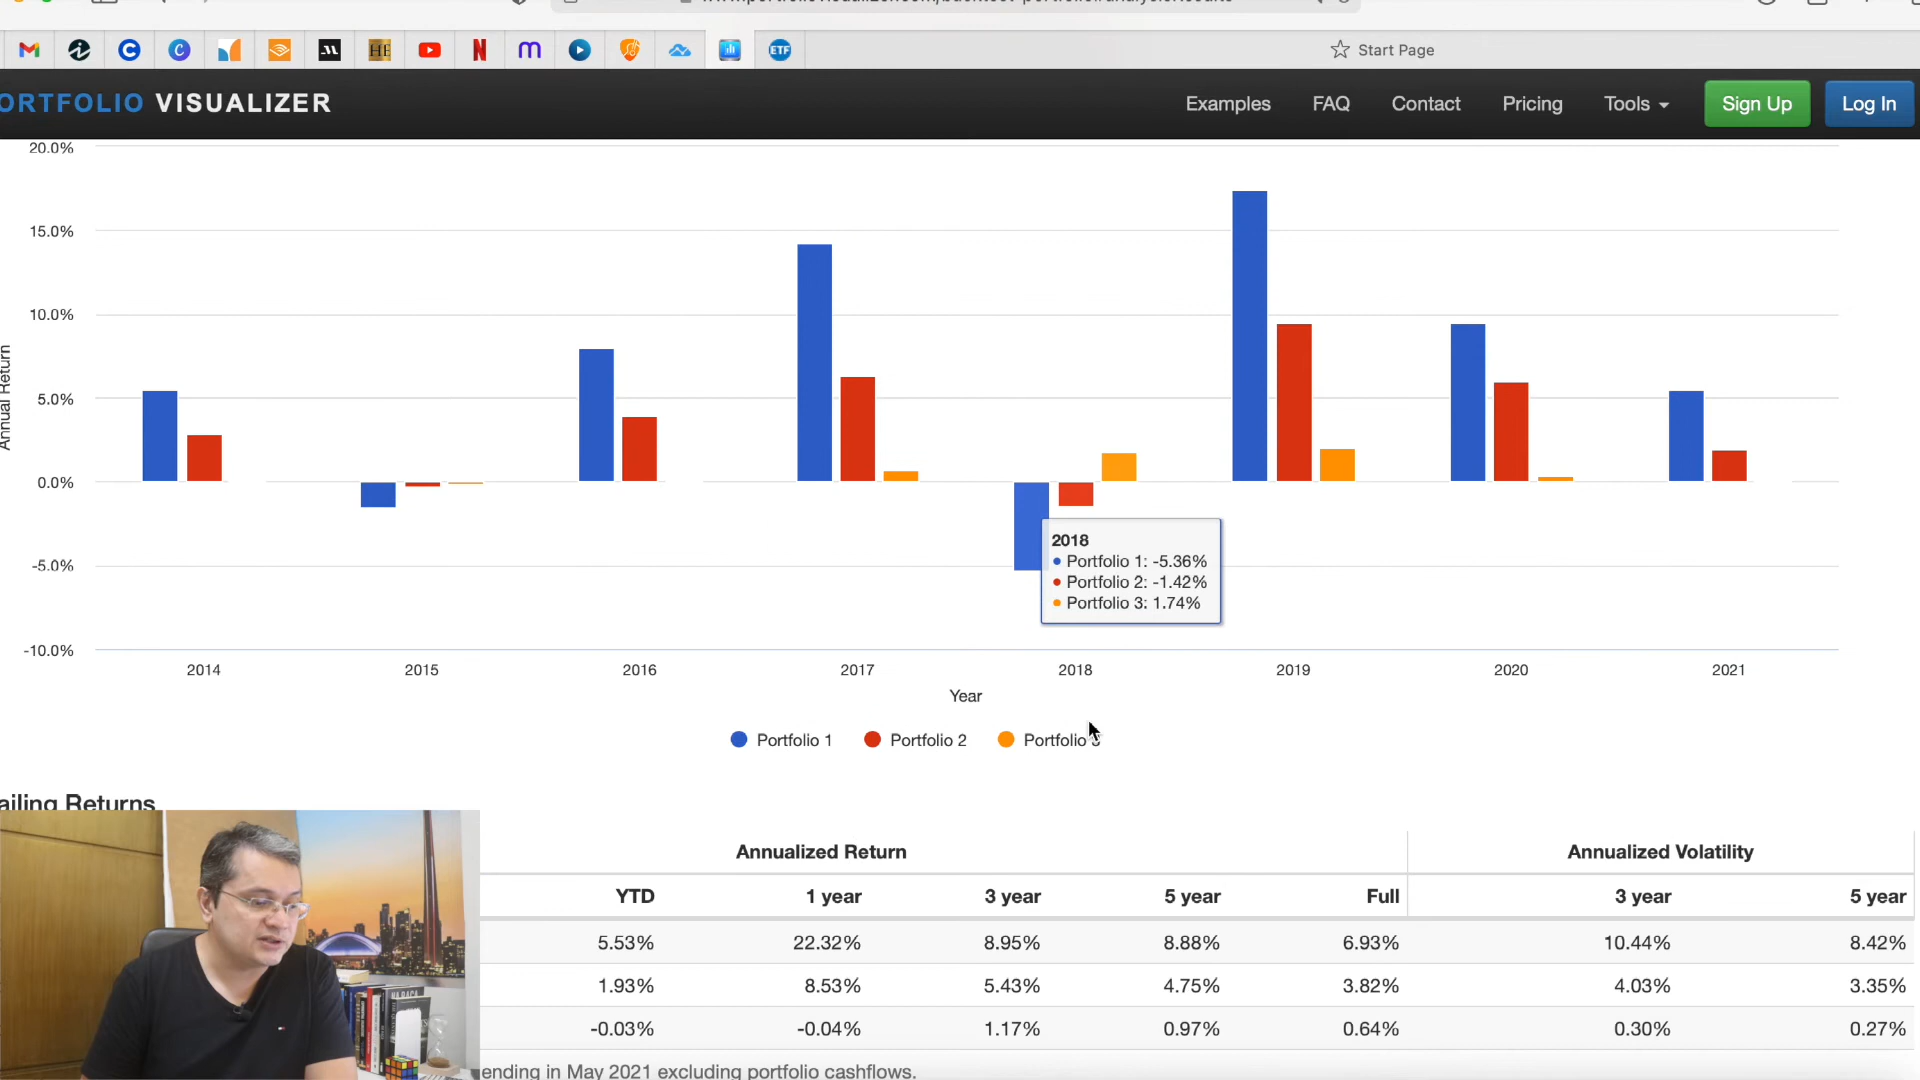 ETF
Start Page
ORTFOLIO VISUALIZER
Examples
FAQ
Contact
Pricing
Tools
Sign Up
Log In
Annual Return
20.0%
15.0%
10.0%
5.0%
0.0%
-5.0%
-10.0%
2018
Portfolio 1: -5.36%
Portfolio 2: -1.42%
Portfolio 3: 1.74%
2014 2015 2016 2017 2018 2019 2020 2021
Year
Portfolio 1 Portfolio 2 Portfolio 3
ailing Returns
Annualized Return Annualized Volatility
YTD 1 year 3 year 5 year Full 3 year 5 year
5.53% 22.32% 8.95% 8.88% 6.93% 10.44% 8.42%
1.93% 8.53% 5.43% 4.75% 3.82% 4.03% 3.35%
-0.03% -0.04% 1.17% 0.97% 0.64% 0.30% 0.27%
ending in May 2021 excluding portfolio cashflows.